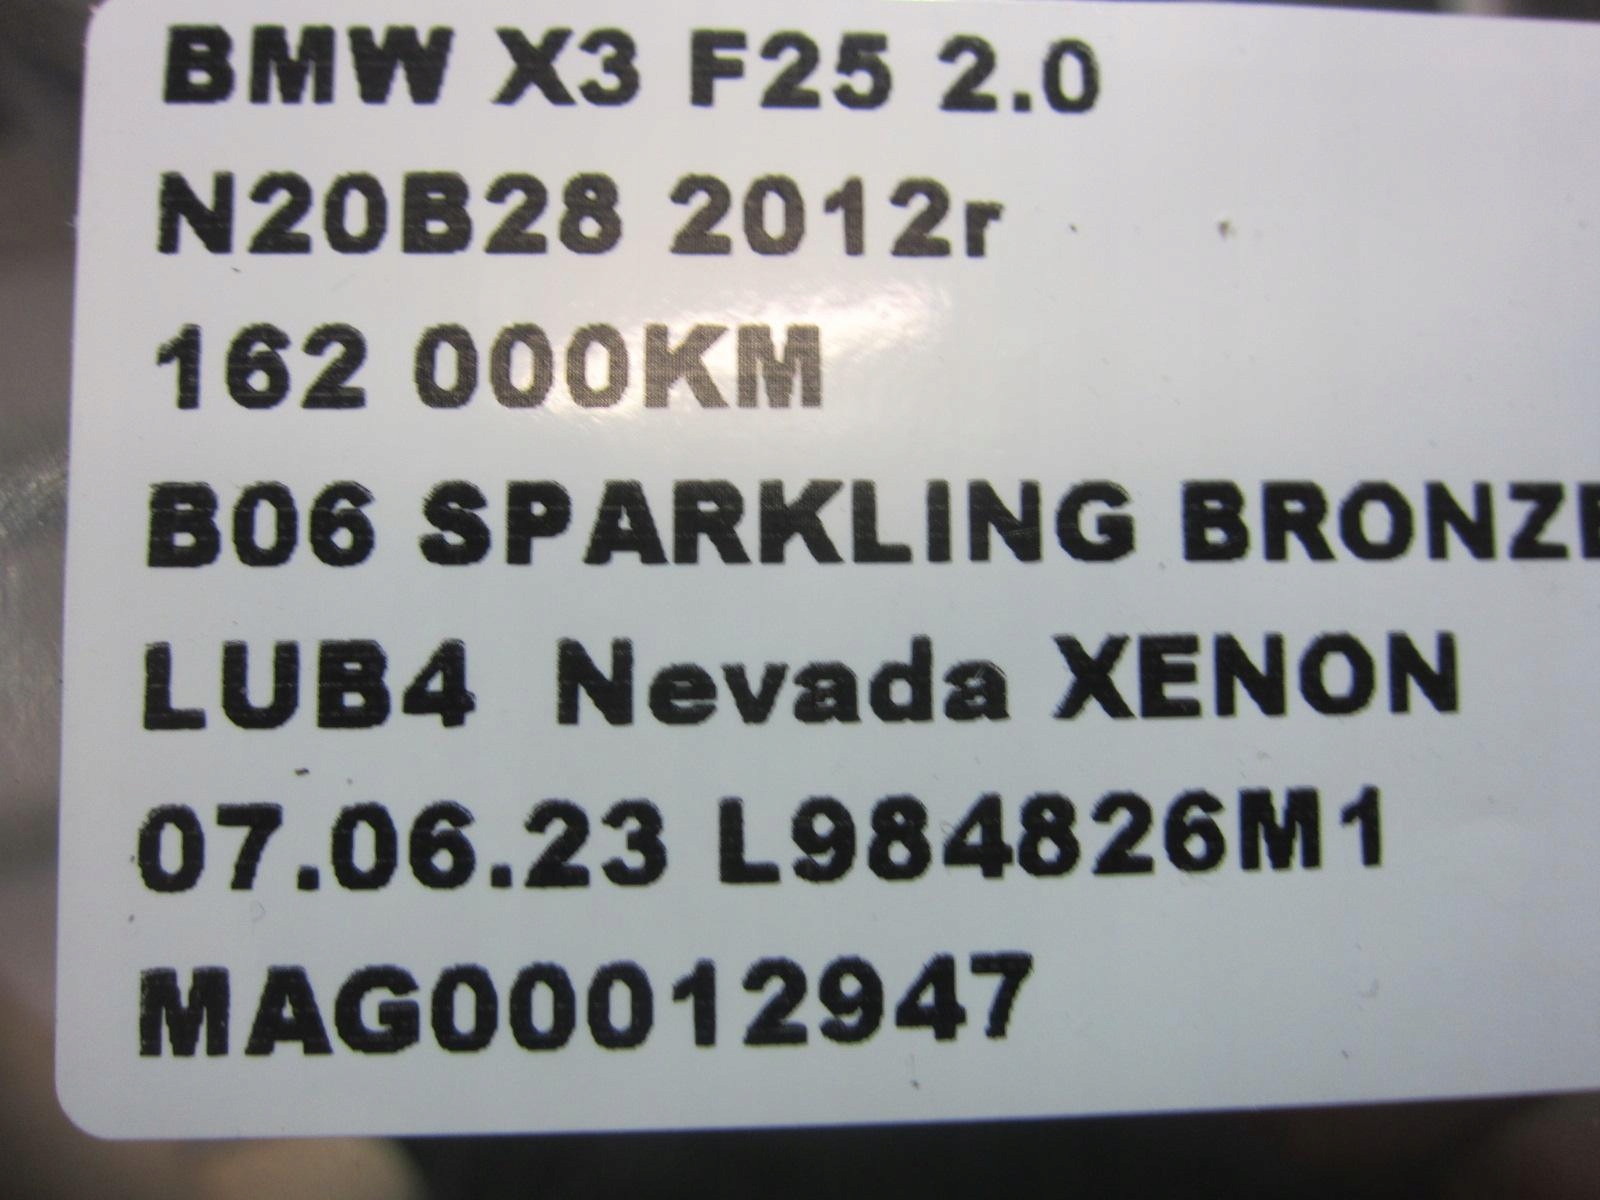 BMW X3 F25 2.0
N20B28 2012r
162 000KM
B06 SPARKLING BRONZE
LUB4 Nevada XENON
07.06.23 L984826M1
MAG00012947